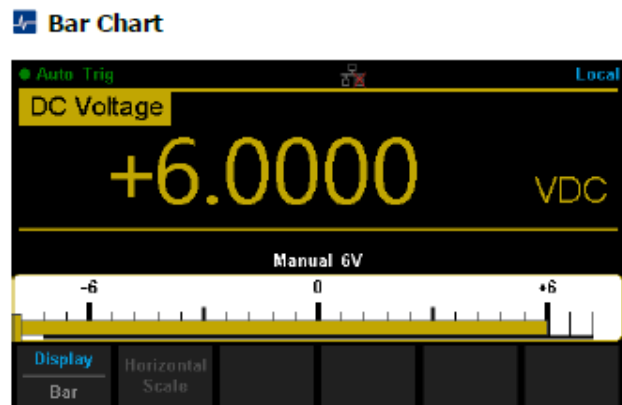 Bar Chart
Auto Trig Local
DC Voltage
+6.0000 VDC
Manual 6V
-6 0 +6
Display Horizontal
Bar Scale